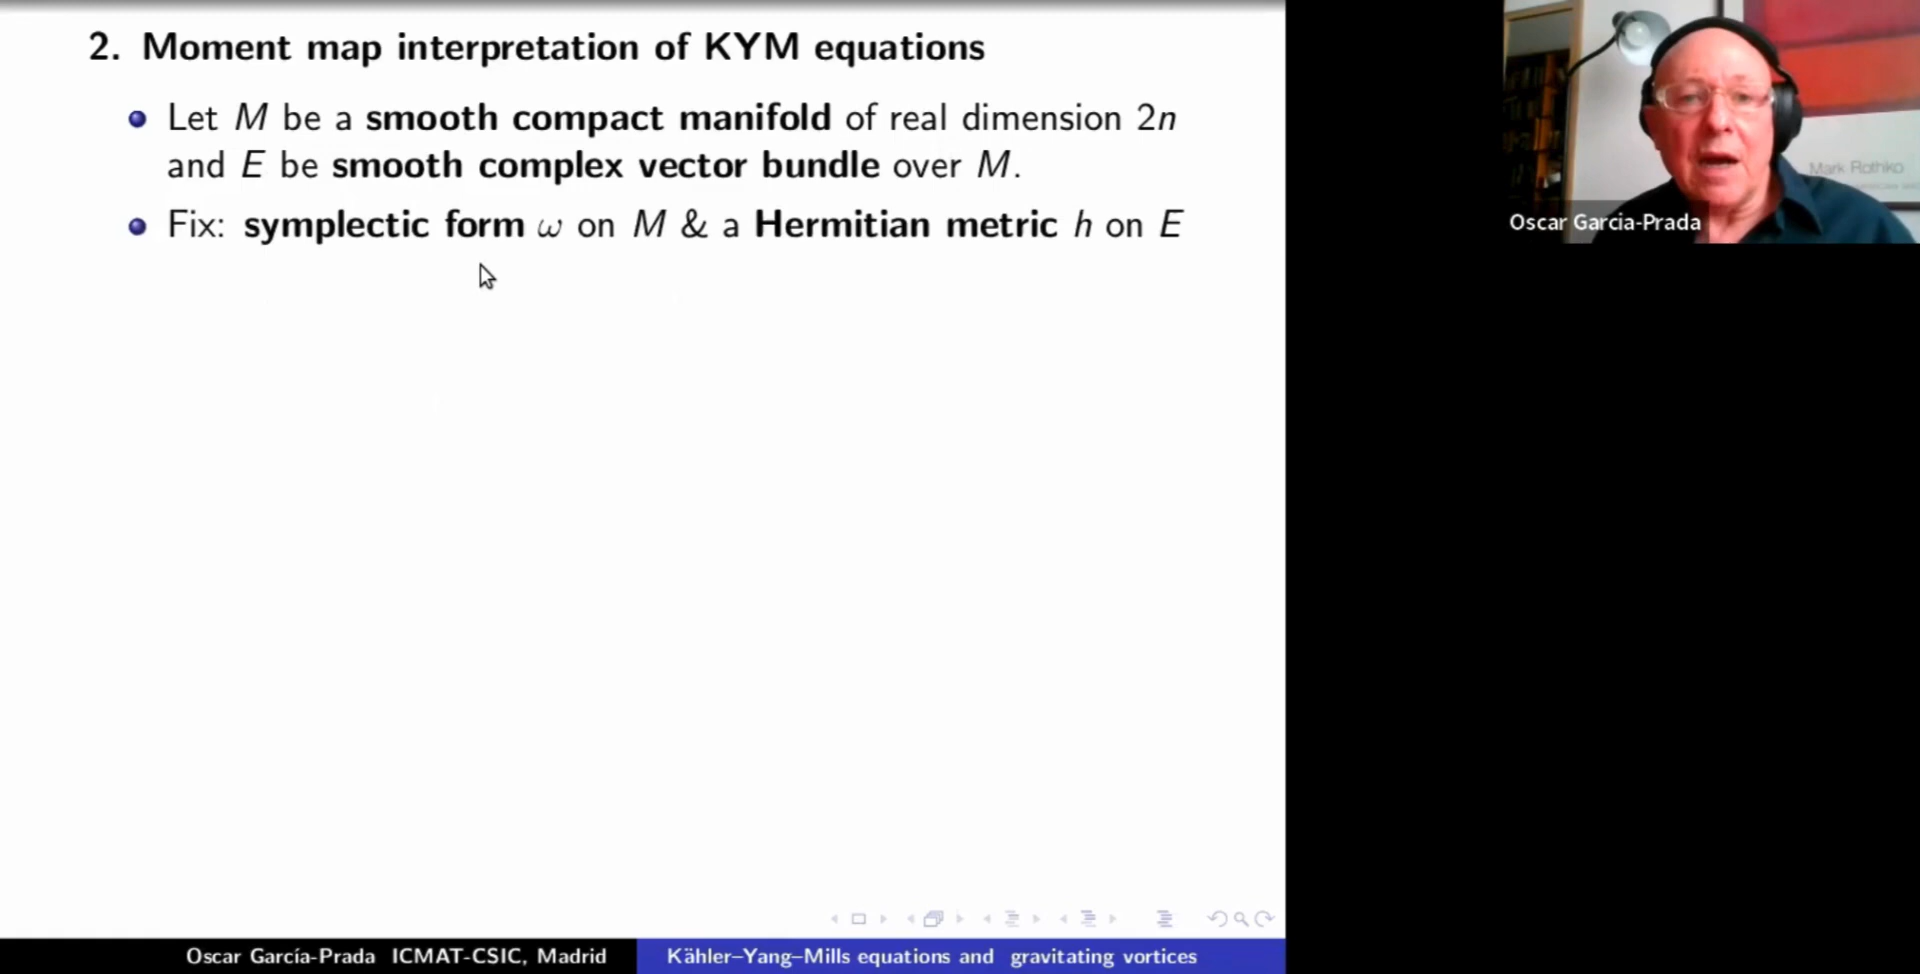 2. Moment map interpretation of KYM equations
Let M be a smooth compact manifold of real dimension 2n
and E be smooth complex vector bundle over M.
Fix: symplectic form ω on M & a Hermitian metric h on E
Mark Rothko
Oscar Garcia-Prada
Oscar García-Prada ICMAT-CSIC, Madrid
Kähler–Yang–Mills equations and gravitating vortices